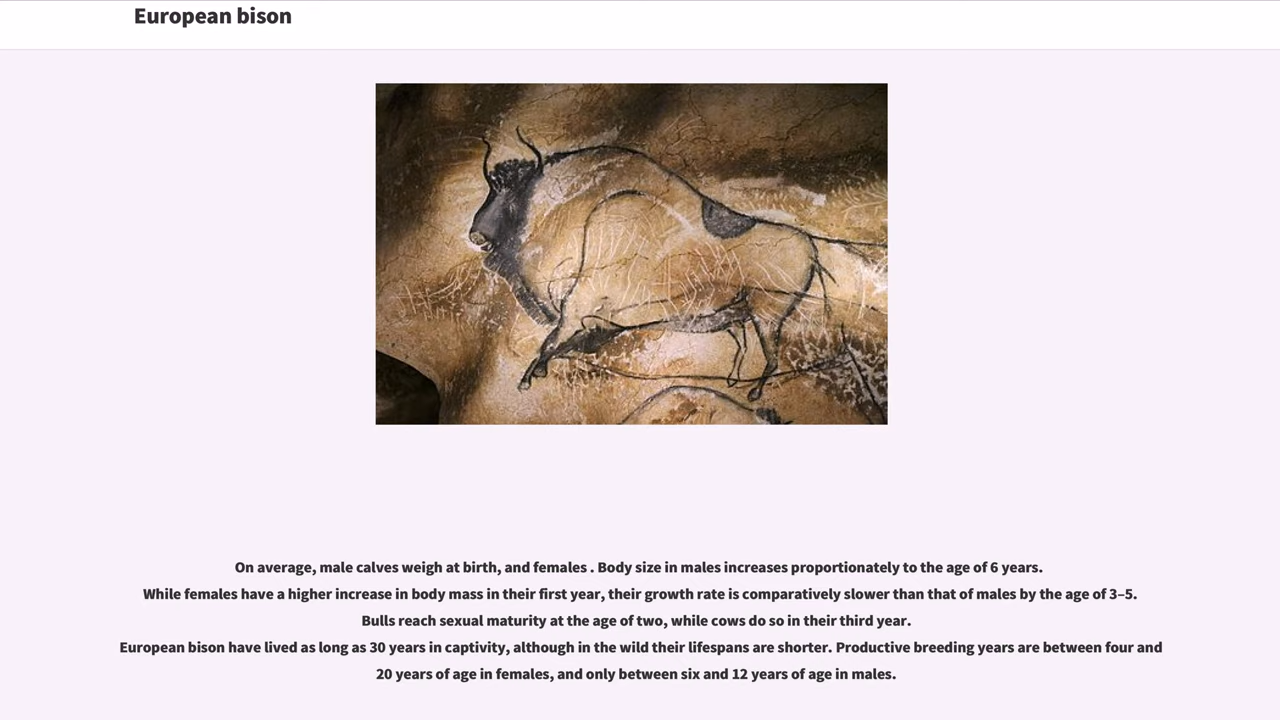 European bison
On average, male calves weigh at birth, and females . Body size in males increases proportionately to the age of 6 years.
While females have a higher increase in body mass in their first year, their growth rate is comparatively slower than that of males by the age of 3–5.
Bulls reach sexual maturity at the age of two, while cows do so in their third year.
European bison have lived as long as 30 years in captivity, although in the wild their lifespans are shorter. Productive breeding years are between four and
20 years of age in females, and only between six and 12 years of age in males.